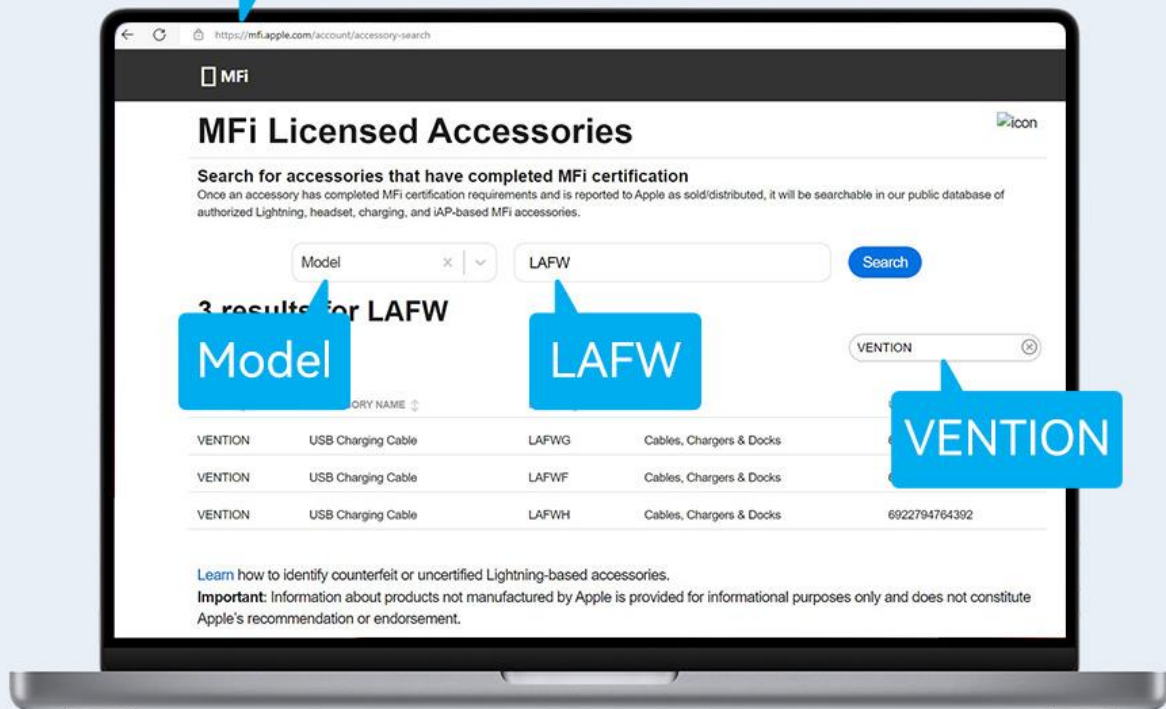 https://mfi.apple.com/account/accessory-search
MFi
MFi Licensed Accessories
icon
Search for accessories that have completed MFi certification
Once an accessory has completed MFi certification requirements and is reported to Apple as sold/distributed, it will be searchable in our public database of
authorized Lightning, headset, charging, and iAP-based MFi accessories.
Model
LAFW
Search
3 results for LAFW
Model
LAFW
VENTION
VENTION
NAME
VENTION USB Charging Cable LAFWG Cables, Chargers & Docks
VENTION USB Charging Cable LAFWF Cables, Chargers & Docks
VENTION USB Charging Cable LAFWH Cables, Chargers & Docks 6922794764392
Learn how to identify counterfeit or uncertified Lightning-based accessories.
Important: Information about products not manufactured by Apple is provided for informational purposes only and does not constitute
Apple's recommendation or endorsement.